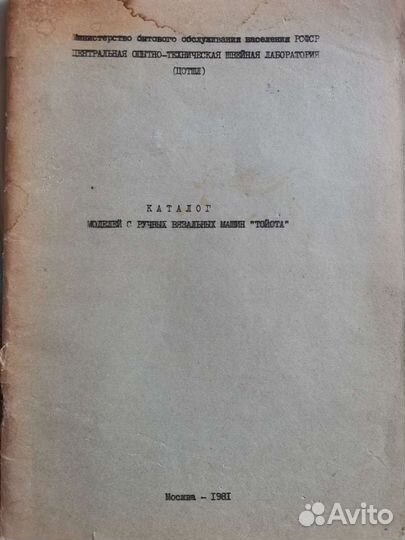 Министерство бытового обслуживания населения РСФСР
ЦЕНТРАЛЬНАЯ ОПЫТНО-ТЕХНИЧЕСКАЯ ШВЕЙНАЯ ЛАБОРАТОРИЯ
(ЦОТШЛ)
КАТАЛОГ
МОДЕЛЕЙ С РУЧНЫХ ВЯЗАЛЬНЫХ МАШИН "ТОЙОТА"
Москва - 1981
Avito